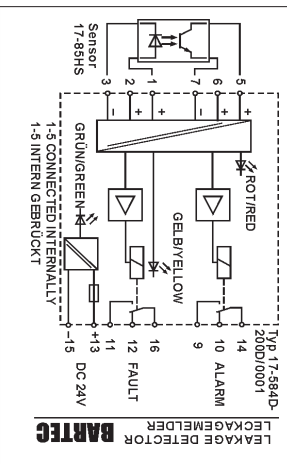 Sensor
17-85HS
3 2 1 7 6 5
− + + − + +
ROT/RED
GRÜN/GREEN
GELB/YELLOW
1-5 CONNECTED INTERNALLY
1-5 INTERN GEBRÜCKT
Typ 17-584D-
200D/0001
−15 +13 11 12 16 9 10 14
DC 24V FAULT ALARM
BARTEC
LEAKAGE DETECTOR
LECKAGEMELDER